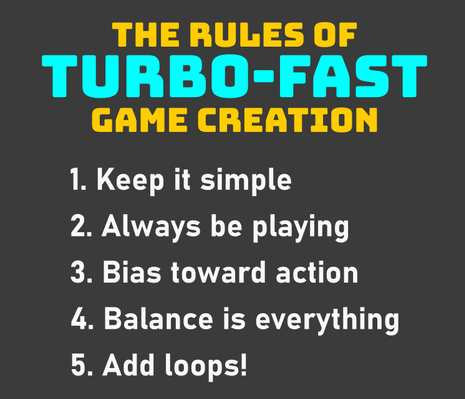 THE RULES OF
TURBO-FAST
GAME CREATION
1. Keep it simple
2. Always be playing
3. Bias toward action
4. Balance is everything
5. Add loops!